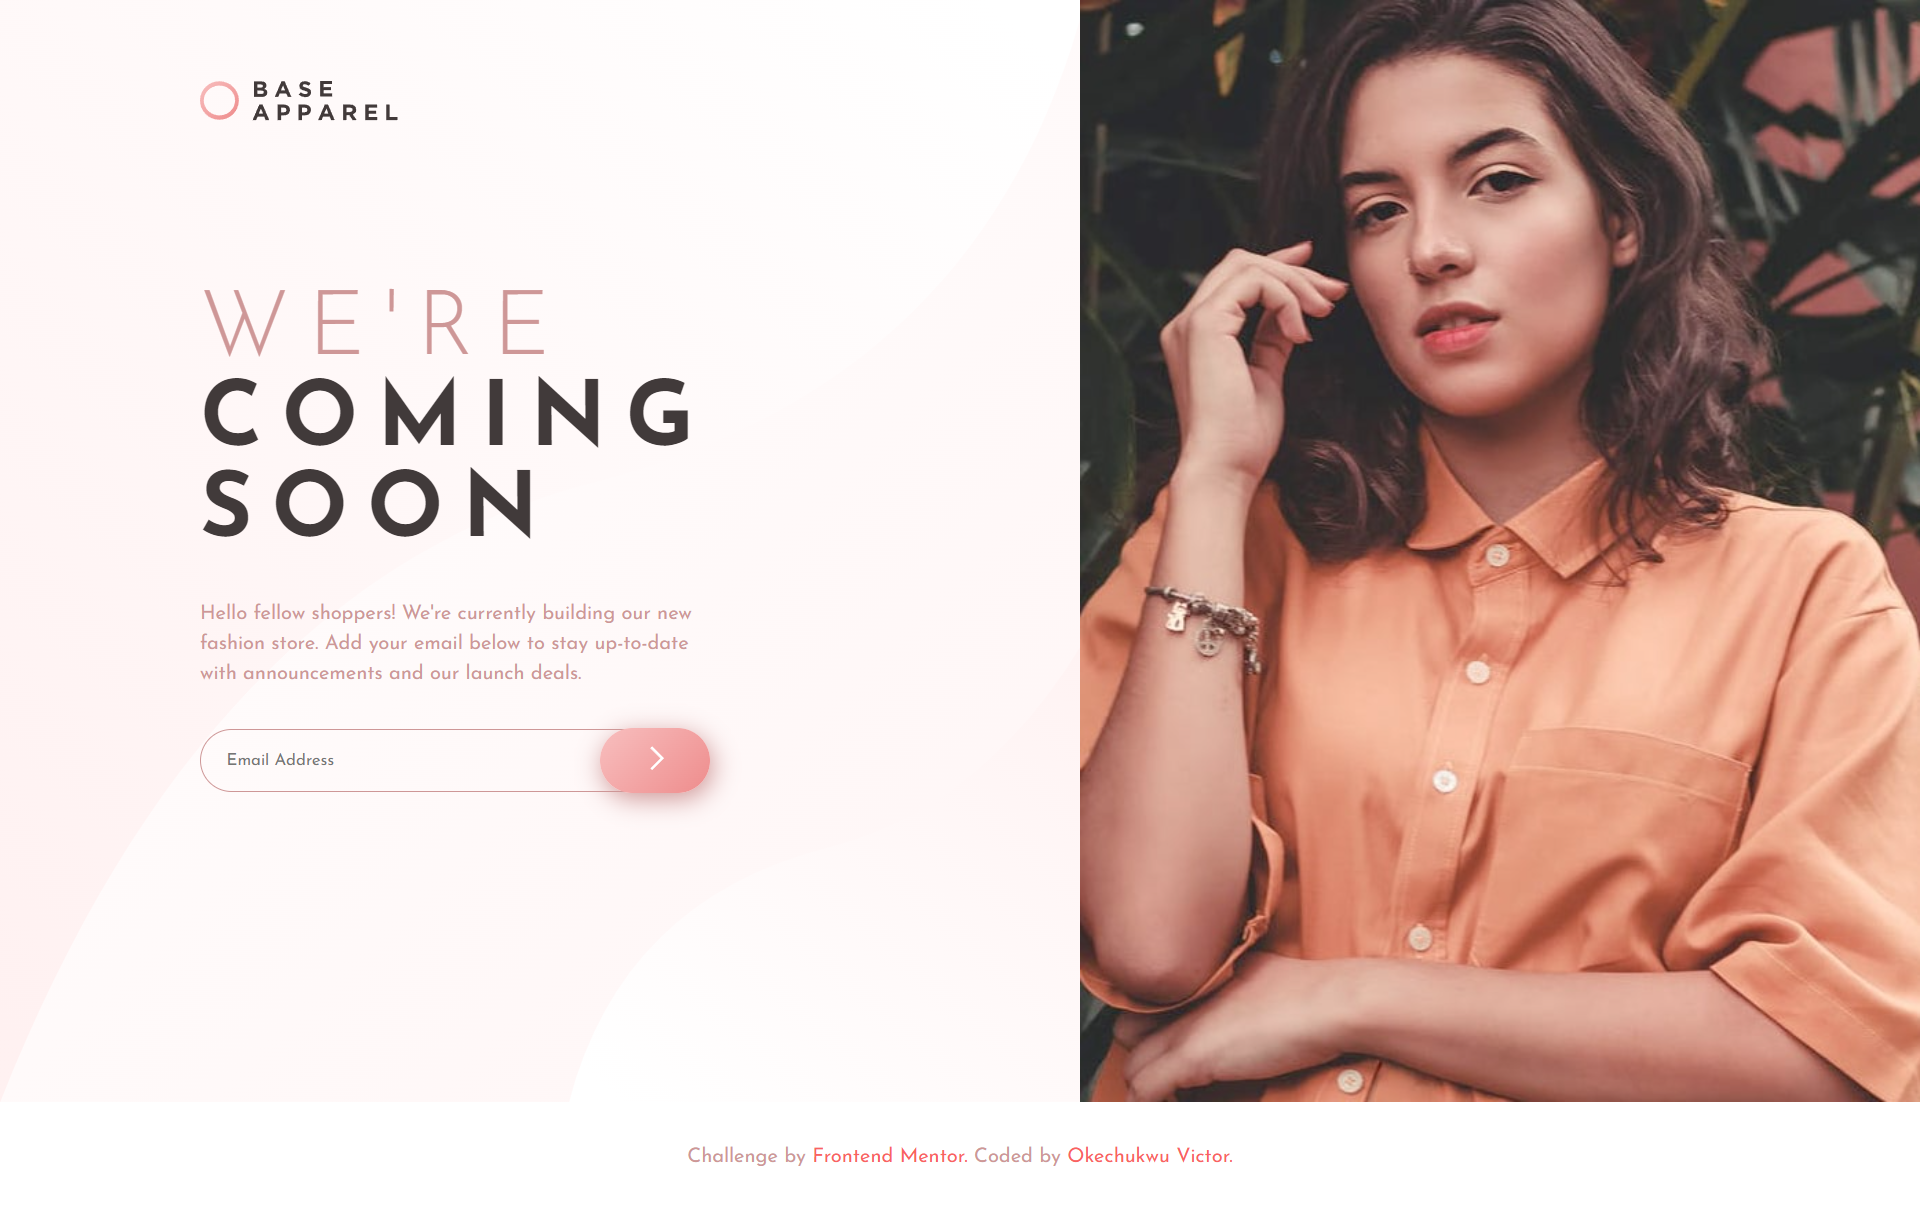 BASE
APPAREL
WE'RE
COMING
SOON
Hello fellow shoppers! We're currently building our new
fashion store. Add your email below to stay up-to-date
with announcements and our launch deals.
Email Address
Challenge by Frontend Mentor. Coded by Okechukwu Victor.